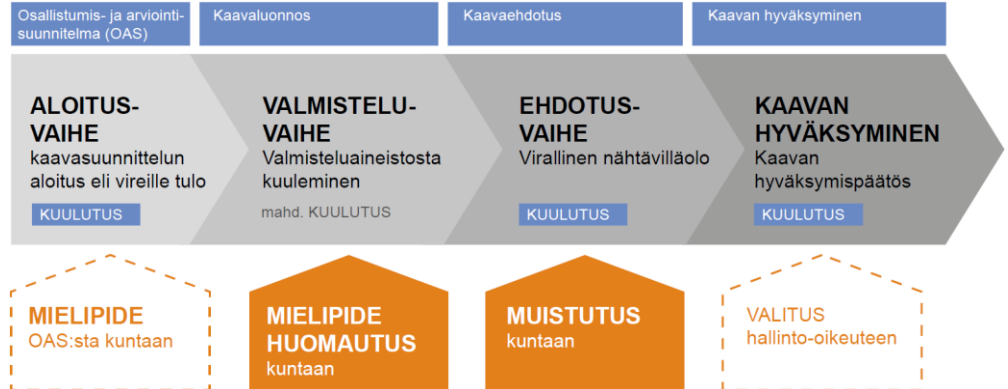 Osallistumis- ja arviointi-
suunnitelma (OAS)
Kaavaluonnos
Kaavaehdotus
Kaavan hyväksyminen
ALOITUS-
VAIHE
kaavasuunnittelun
aloitus eli vireille tulo
KUULUTUS
VALMISTELU-
VAIHE
Valmisteluaineistosta
kuuleminen
mahd. KUULUTUS
EHDOTUS-
VAIHE
Virallinen nähtävilläolo
KUULUTUS
KAAVAN
HYVÄKSYMINEN
Kaavan
hyväksymispäätös
KUULUTUS
MIELIPIDE
OAS:sta kuntaan
MIELIPIDE
HUOMAUTUS
kuntaan
MUISTUTUS
kuntaan
VALITUS
hallinto-oikeuteen